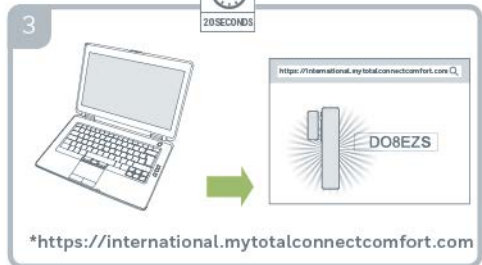 20SECONDS
3
https://international.mytotalconnectcomfort.com
DO8EZS
*https://international.mytotalconnectcomfort.com